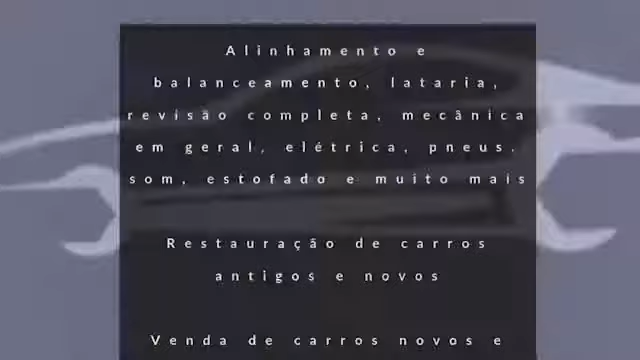 Alinhamento e
balanceamento, lataria,
revisão completa, mecânica
em geral, elétrica, pneus.
som, estofado e muito mais
Restauração de carros
antigos e novos
Venda de carros novos e